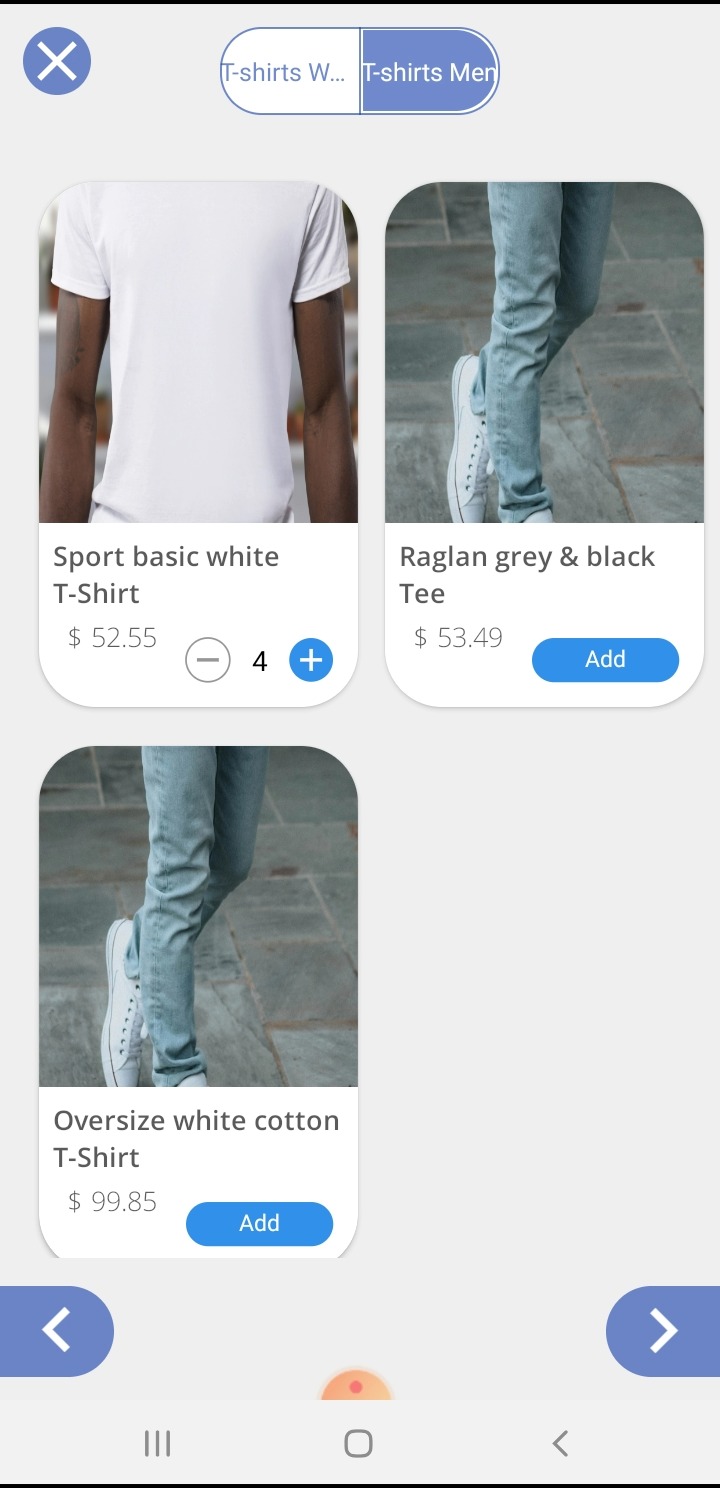 T-shirts W...
T-shirts Men
Sport basic white
T-Shirt
$ 52.55
4
Raglan grey & black
Tee
$ 53.49
Add
Oversize white cotton
T-Shirt
$ 99.85
Add